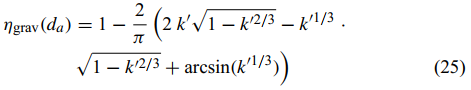 η_grav(d_a) = 1 − 2/π (2 k′√(1 − k′^{2/3}) − k′^{1/3} ·
√(1 − k′^{2/3}) + arcsin(k′^{1/3})) (25)